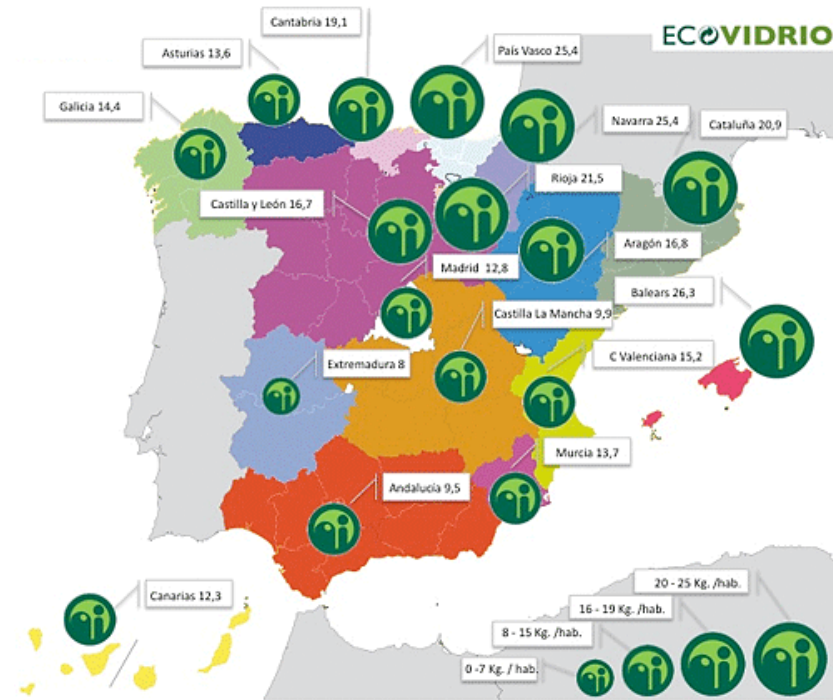 Cantabria 19,1
ECOVIDRIO
Asturias 13,6
País Vasco 25,4
Galicia 14,4
Navarra 25,4
Cataluña 20,9
Rioja 21,5
Castilla y León 16,7
Aragón 16,8
Madrid 12,8
Balears 26,3
Castilla La Mancha 9,9
C Valenciana 15,2
Extremadura 8
Murcia 13,7
Andalucía 9,5
Canarias 12,3
20 - 25 Kg. /hab.
16 - 19 Kg. /hab.
8 - 15 Kg. /hab.
0 -7 Kg. / hab.